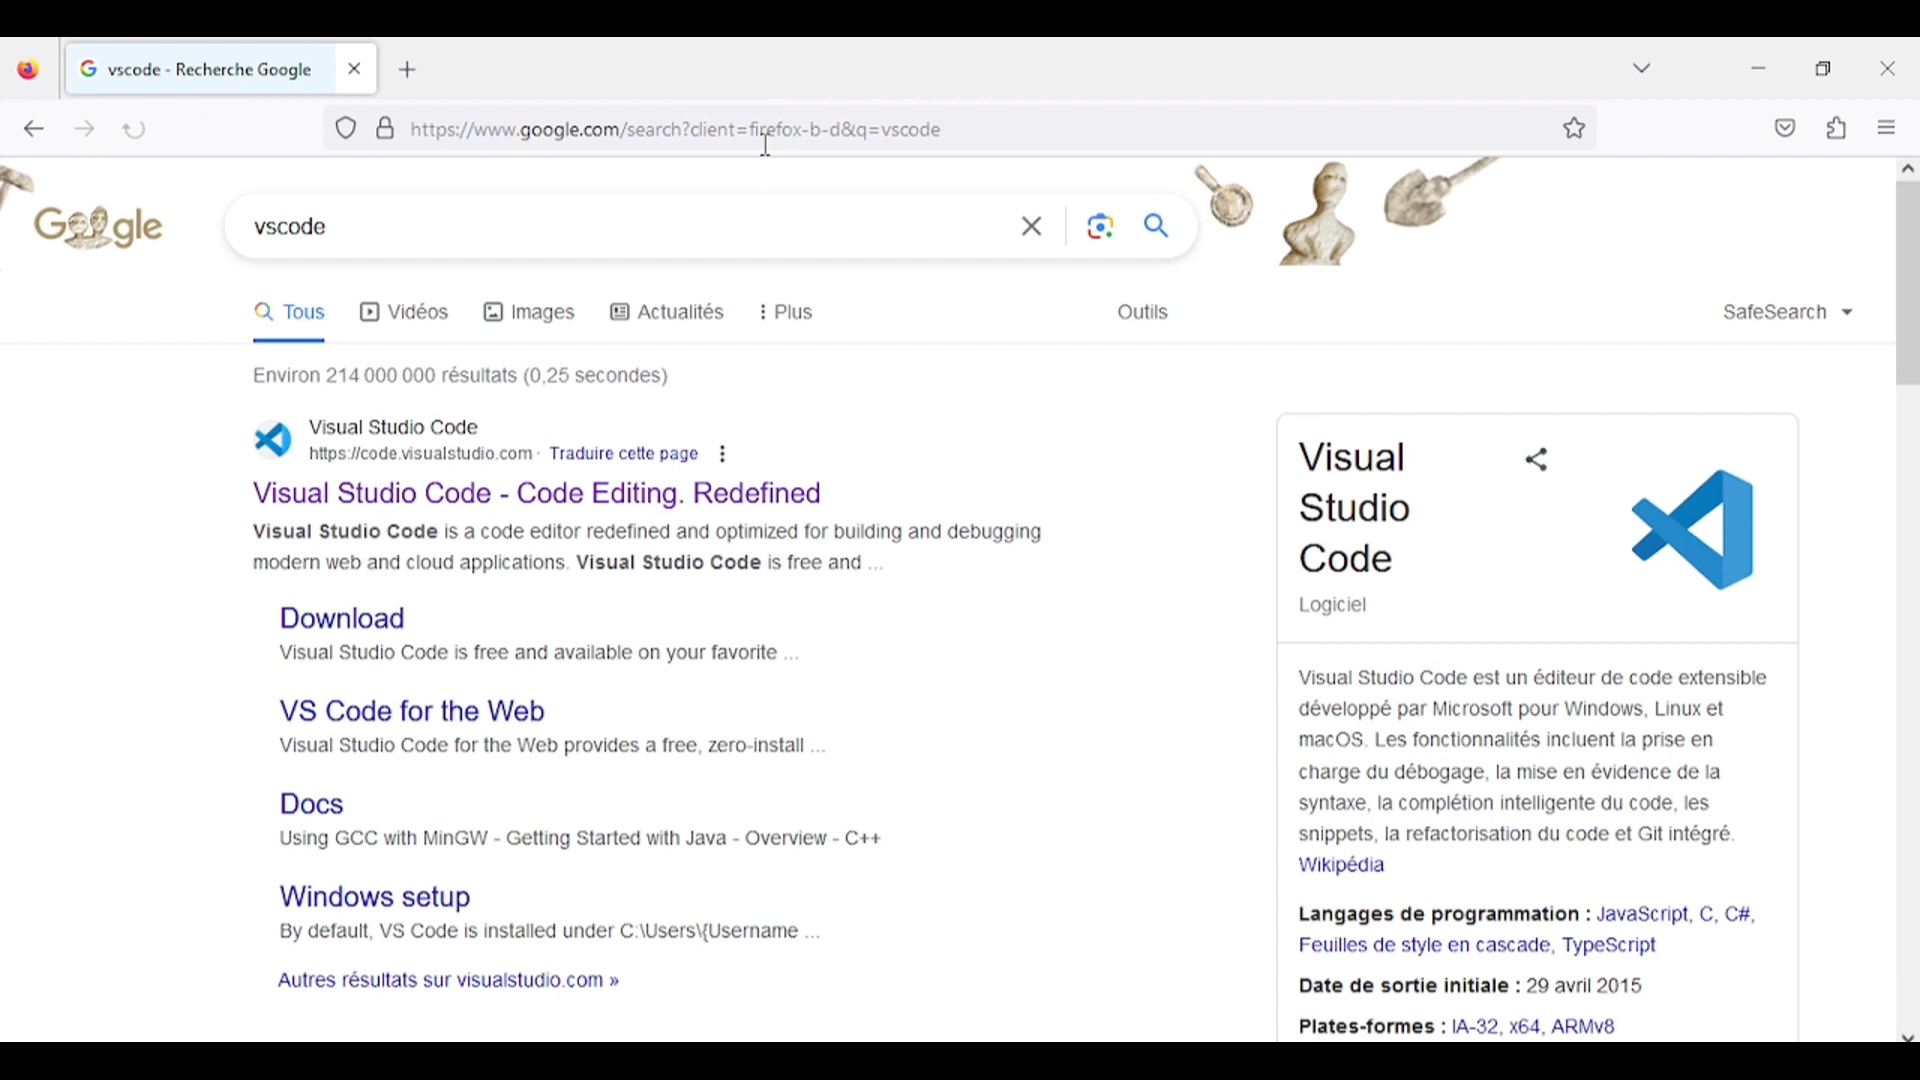 vscode - Recherche Google
https://www.google.com/search?client=firefox-b-d&q=vscode
Google
vscode
Tous
Vidéos
Images
Actualités
Plus
Outils
SafeSearch
Environ 214 000 000 résultats (0,25 secondes)
Visual Studio Code
https://code.visualstudio.com · Traduire cette page
Visual Studio Code - Code Editing. Redefined
Visual Studio Code is a code editor redefined and optimized for building and debugging
modern web and cloud applications. Visual Studio Code is free and ...
Download
Visual Studio Code is free and available on your favorite ...
VS Code for the Web
Visual Studio Code for the Web provides a free, zero-install ...
Docs
Using GCC with MinGW - Getting Started with Java - Overview - C++
Windows setup
By default, VS Code is installed under C:\Users\{Username ...
Autres résultats sur visualstudio.com »
Visual
Studio
Code
Logiciel
Visual Studio Code est un éditeur de code extensible
développé par Microsoft pour Windows, Linux et
macOS. Les fonctionnalités incluent la prise en
charge du débogage, la mise en évidence de la
syntaxe, la complétion intelligente du code, les
snippets, la refactorisation du code et Git intégré.
Wikipédia
Langages de programmation : JavaScript, C, C#,
Feuilles de style en cascade, TypeScript
Date de sortie initiale : 29 avril 2015
Plates-formes : IA-32, x64, ARMv8